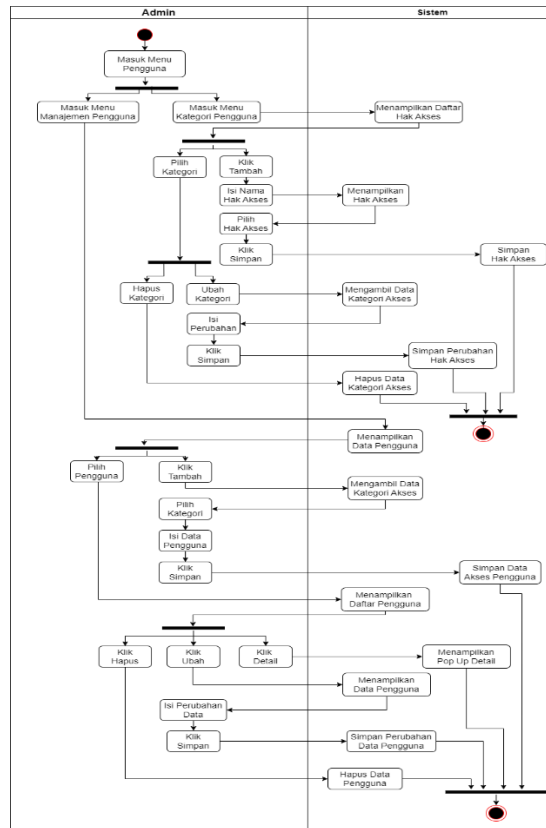 Admin
Sistem
Masuk Menu
Pengguna
Masuk Menu
Manajemen Pengguna
Masuk Menu
Kategori Pengguna
Menampilkan Daftar
Hak Akses
Pilih
Kategori
Klik
Tambah
Isi Nama
Hak Akses
Menampilkan
Hak Akses
Pilih
Hak Akses
Klik
Simpan
Simpan
Hak Akses
Hapus
Kategori
Ubah
Kategori
Mengambil Data
Kategori Akses
Isi
Perubahan
Klik
Simpan
Simpan Perubahan
Hak Akses
Hapus Data
Kategori Akses
Menampilkan
Data Pengguna
Pilih
Pengguna
Klik
Tambah
Mengambil Data
Kategori Akses
Pilih
Kategori
Isi Data
Pengguna
Klik
Simpan
Simpan Data
Akses Pengguna
Menampilkan
Daftar Pengguna
Klik
Hapus
Klik
Ubah
Klik
Detail
Menampilkan
Pop Up Detail
Menampilkan
Data Pengguna
Isi Perubahan
Data
Klik
Simpan
Simpan Perubahan
Data Pengguna
Hapus Data
Pengguna